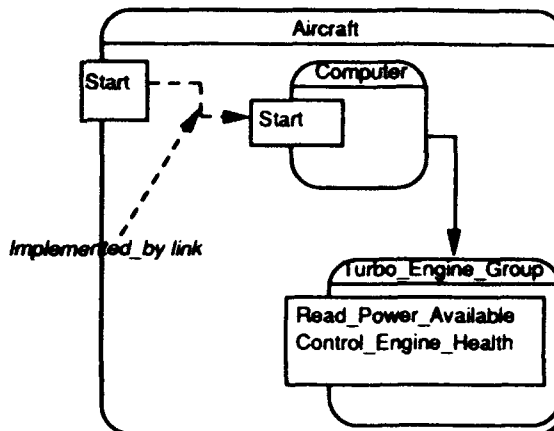 Aircraft
Start
Computer
Start
Implemented_by link
Turbo_Engine_Group
Read_Power_Available
Control_Engine_Health